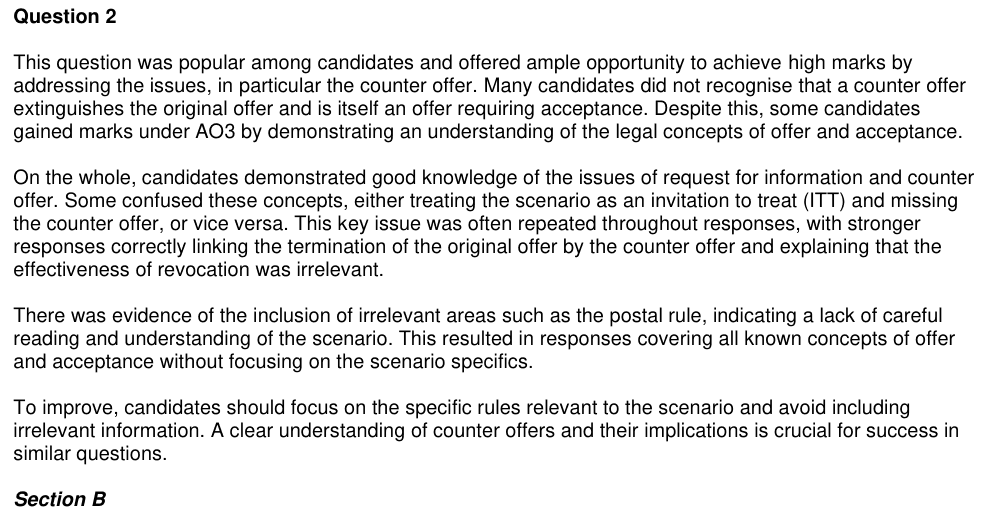 Question 2
This question was popular among candidates and offered ample opportunity to achieve high marks by
addressing the issues, in particular the counter offer. Many candidates did not recognise that a counter offer
extinguishes the original offer and is itself an offer requiring acceptance. Despite this, some candidates
gained marks under AO3 by demonstrating an understanding of the legal concepts of offer and acceptance.
On the whole, candidates demonstrated good knowledge of the issues of request for information and counter
offer. Some confused these concepts, either treating the scenario as an invitation to treat (ITT) and missing
the counter offer, or vice versa. This key issue was often repeated throughout responses, with stronger
responses correctly linking the termination of the original offer by the counter offer and explaining that the
effectiveness of revocation was irrelevant.
There was evidence of the inclusion of irrelevant areas such as the postal rule, indicating a lack of careful
reading and understanding of the scenario. This resulted in responses covering all known concepts of offer
and acceptance without focusing on the scenario specifics.
To improve, candidates should focus on the specific rules relevant to the scenario and avoid including
irrelevant information. A clear understanding of counter offers and their implications is crucial for success in
similar questions.
Section B